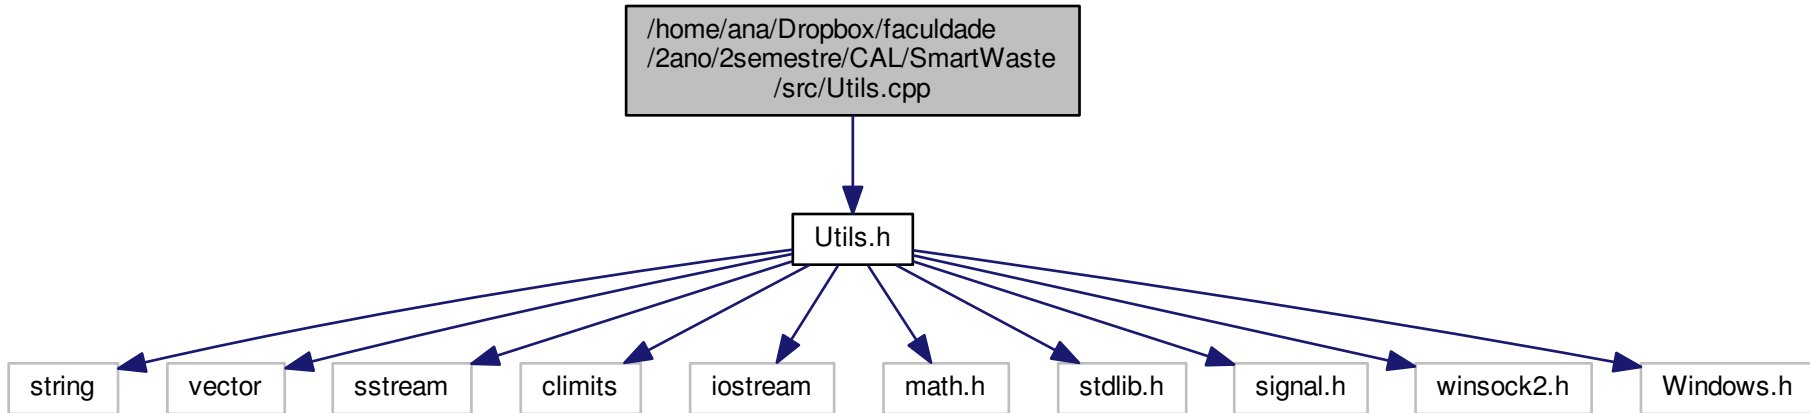 /home/ana/Dropbox/faculdade
/2ano/2semestre/CAL/SmartWaste
/src/Utils.cpp
Utils.h
string
vector
sstream
climits
iostream
math.h
stdlib.h
signal.h
winsock2.h
Windows.h